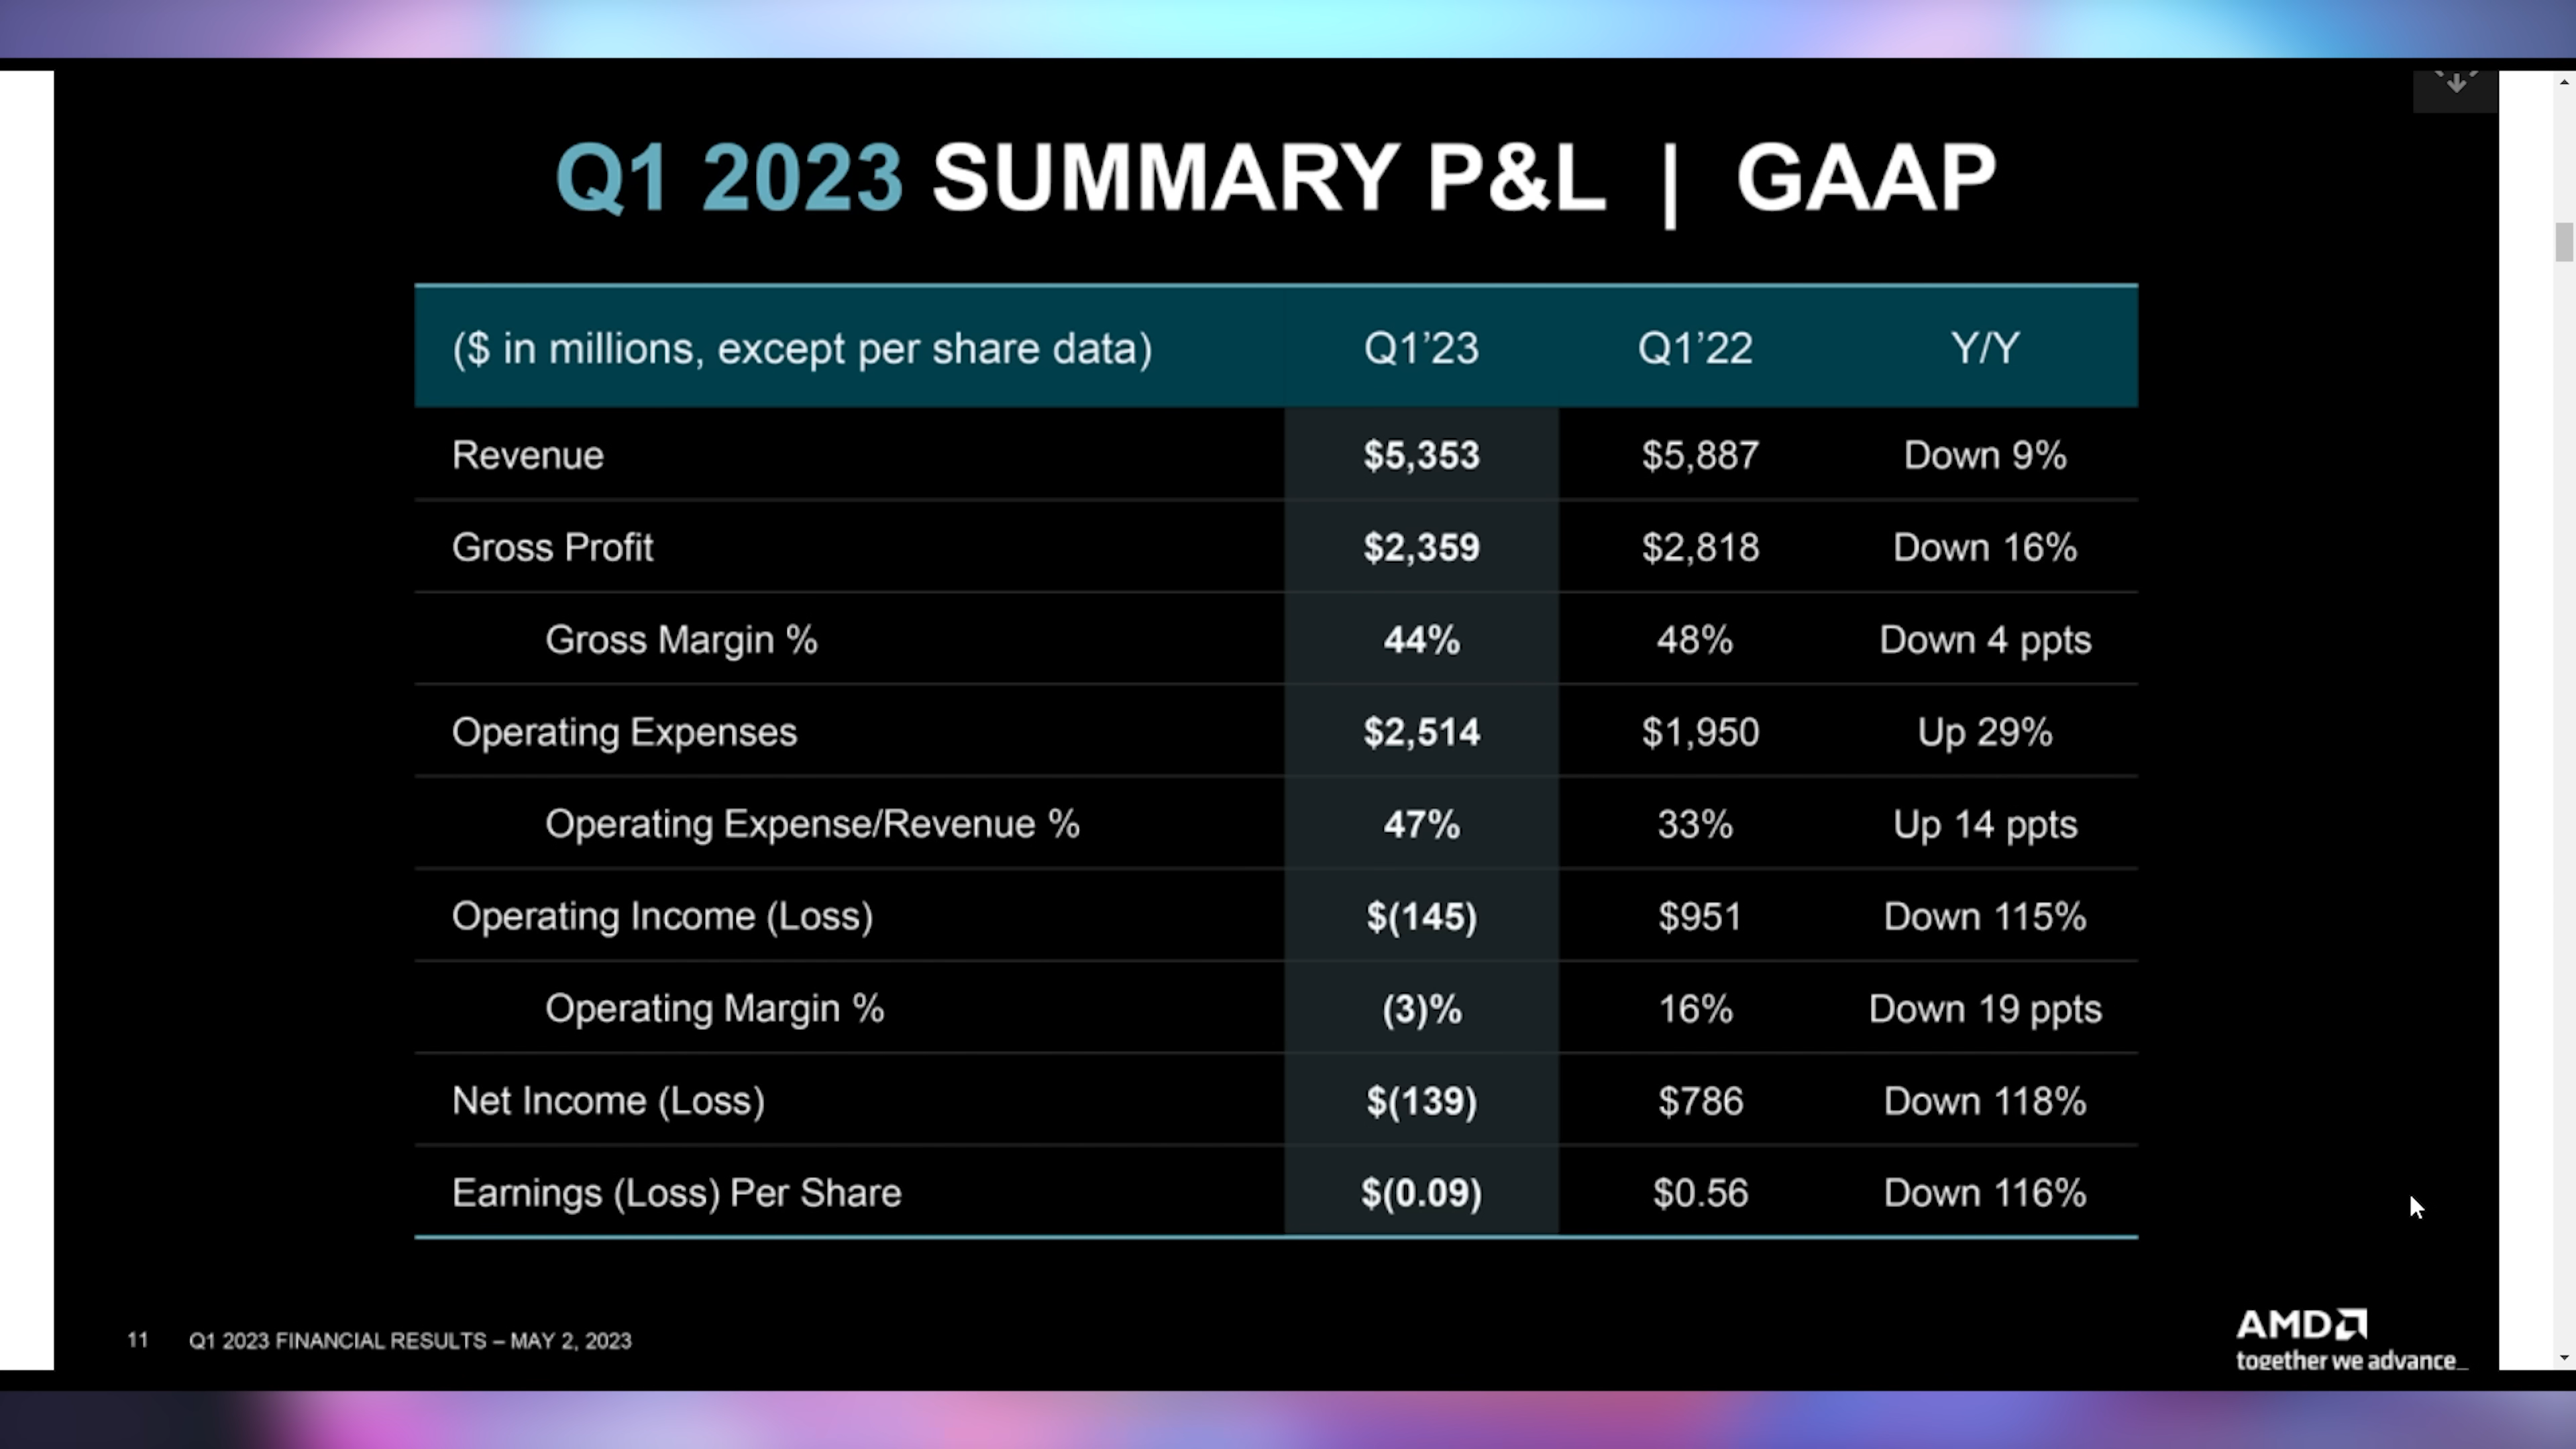 Q1 2023 SUMMARY P&L | GAAP
($ in millions, except per share data) Q1’23 Q1’22 Y/Y
Revenue $5,353 $5,887 Down 9%
Gross Profit $2,359 $2,818 Down 16%
Gross Margin % 44% 48% Down 4 ppts
Operating Expenses $2,514 $1,950 Up 29%
Operating Expense/Revenue % 47% 33% Up 14 ppts
Operating Income (Loss) $(145) $951 Down 115%
Operating Margin % (3)% 16% Down 19 ppts
Net Income (Loss) $(139) $786 Down 118%
Earnings (Loss) Per Share $(0.09) $0.56 Down 116%
11 Q1 2023 FINANCIAL RESULTS – MAY 2, 2023
AMD
together we advance_